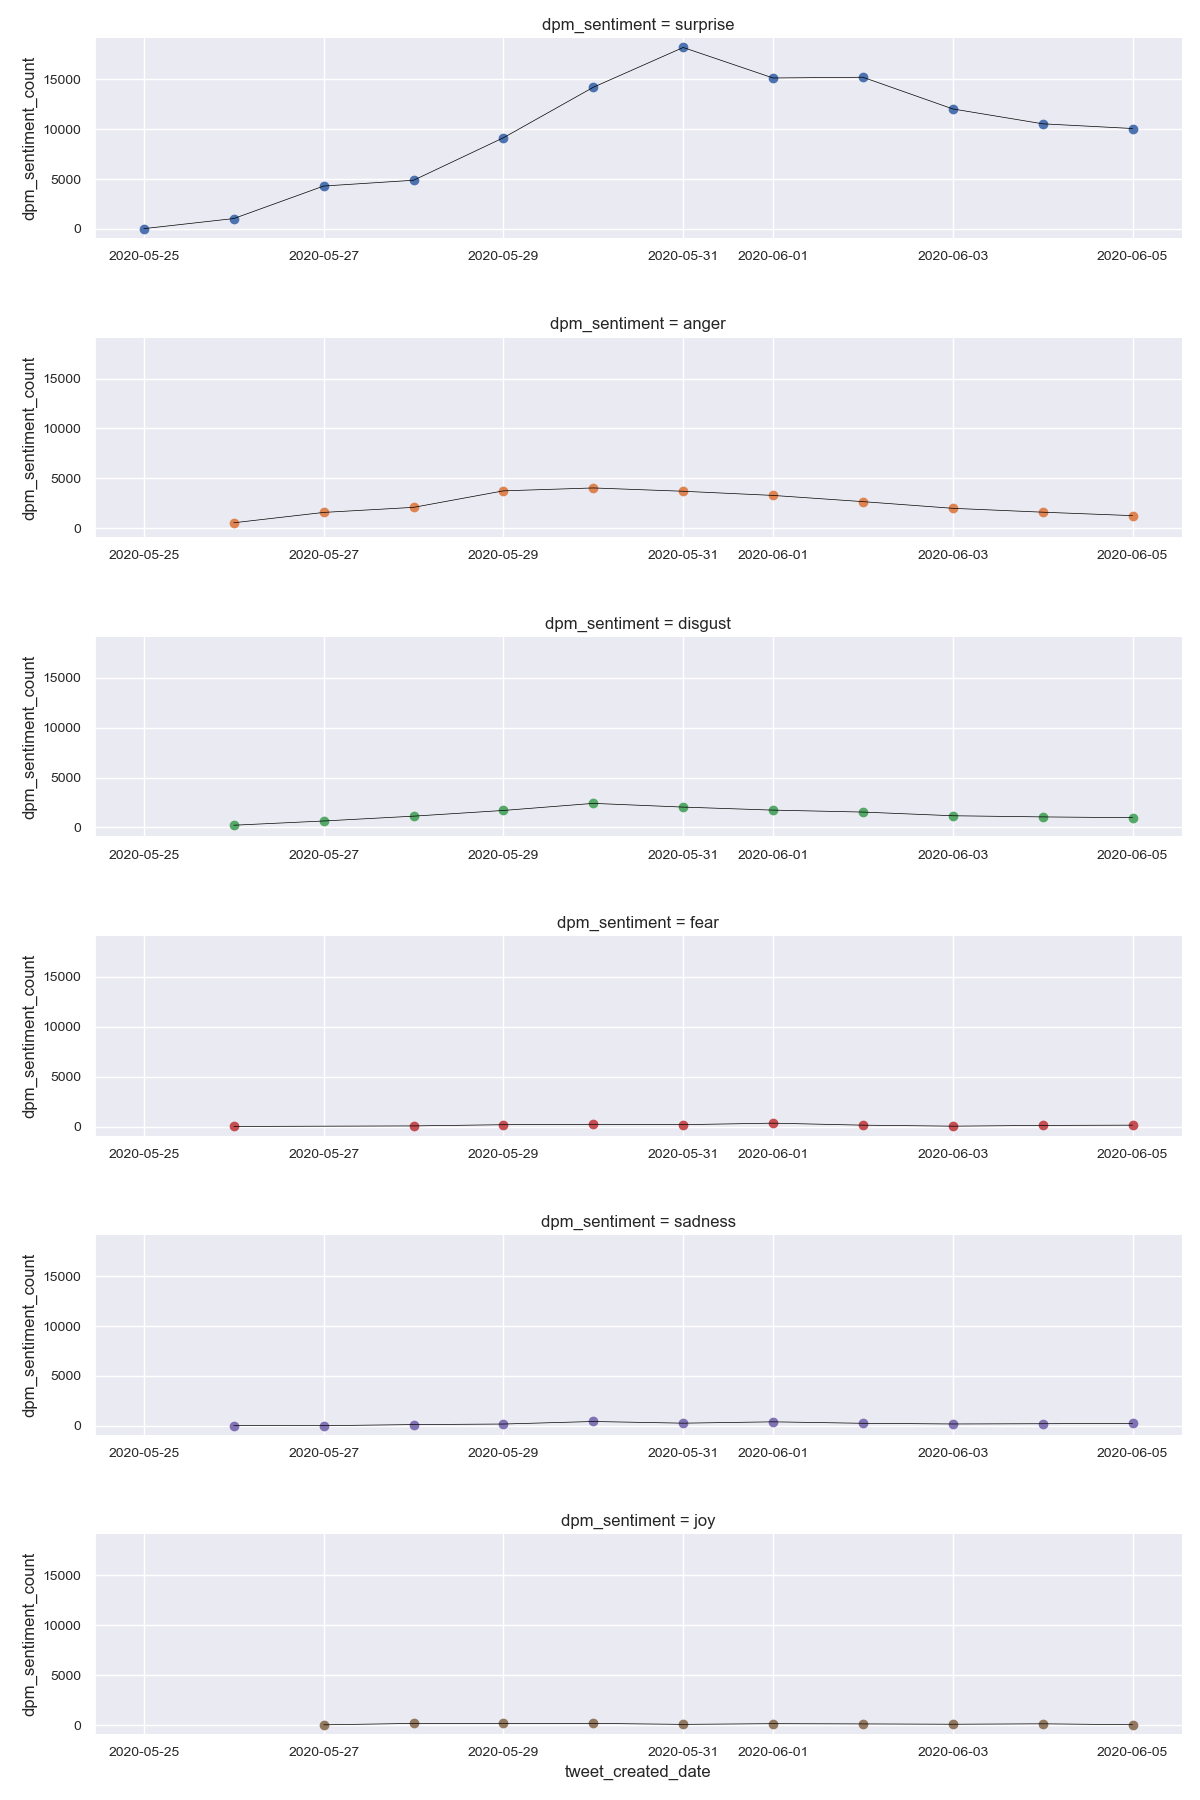 dpm_sentiment = surprise
dpm_sentiment_count
15000
10000
5000
0
2020-05-25 2020-05-27 2020-05-29 2020-05-31 2020-06-01 2020-06-03 2020-06-05
dpm_sentiment = anger
dpm_sentiment_count
15000
10000
5000
0
2020-05-25 2020-05-27 2020-05-29 2020-05-31 2020-06-01 2020-06-03 2020-06-05
dpm_sentiment = disgust
dpm_sentiment_count
15000
10000
5000
0
2020-05-25 2020-05-27 2020-05-29 2020-05-31 2020-06-01 2020-06-03 2020-06-05
dpm_sentiment = fear
dpm_sentiment_count
15000
10000
5000
0
2020-05-25 2020-05-27 2020-05-29 2020-05-31 2020-06-01 2020-06-03 2020-06-05
dpm_sentiment = sadness
dpm_sentiment_count
15000
10000
5000
0
2020-05-25 2020-05-27 2020-05-29 2020-05-31 2020-06-01 2020-06-03 2020-06-05
dpm_sentiment = joy
dpm_sentiment_count
15000
10000
5000
0
2020-05-25 2020-05-27 2020-05-29 2020-05-31 2020-06-01 2020-06-03 2020-06-05
tweet_created_date